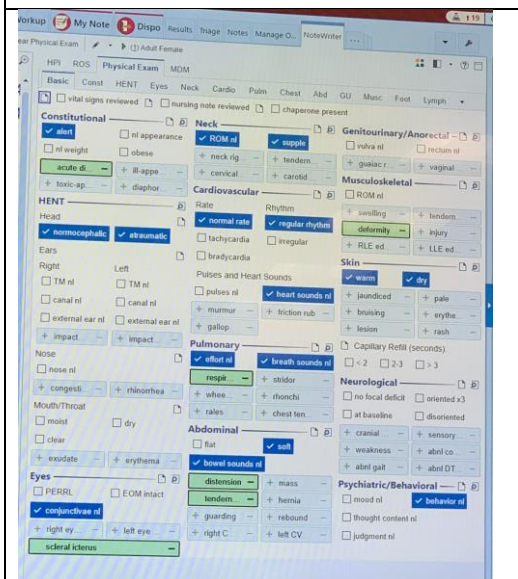 Workup My Note Dispo Results Triage Notes Manage O... NoteWriter ...
1:19
ear Physical Exam (J) Adult Female
HPI ROS Physical Exam MDM
Basic Const HENT Eyes Neck Cardio Pulm Chest Abd GU Musc Foot Lymph
vital signs reviewed nursing note reviewed chaperone present
Constitutional
alert nl appearance
nl weight obese
acute di... − + ill-appe... −
+ toxic-ap... − + diaphor... −
HENT
Head
normocephalic atraumatic
Ears
Right Left
TM nl TM nl
canal nl canal nl
external ear nl external ear nl
+ impact... − + impact... −
Nose
nose nl
+ congesti... − + rhinorrhea −
Mouth/Throat
moist dry
clear
+ exudate − + erythema −
Eyes
PERRL EOM intact
conjunctivae nl
+ right ey... − + left eye... −
scleral icterus −
Neck
ROM nl supple
+ neck rig... − + tendern... −
+ cervical... − + carotid... −
Cardiovascular
Rate Rhythm
normal rate regular rhythm
tachycardia irregular
bradycardia
Pulses and Heart Sounds
pulses nl heart sounds nl
+ murmur − + friction rub −
+ gallop −
Pulmonary
effort nl breath sounds nl
respir... − + stridor −
+ whee... − + rhonchi −
+ rales − + chest ten... −
Abdominal
flat soft
bowel sounds nl
distension − + mass −
tendern... − + hernia −
+ guarding − + rebound −
+ right C... − + left CV... −
Genitourinary/Anorectal
vulva nl rectum nl
+ guaiac r... − + vaginal... −
Musculoskeletal
ROM nl
+ swelling − + tendern... −
deformity − + injury −
+ RLE ed... − + LLE ed... −
Skin
warm dry
+ jaundiced − + pale −
+ bruising − + erythe... −
+ lesion − + rash −
Capillary Refill (seconds)
< 2 2-3 > 3
Neurological
no focal deficit oriented x3
at baseline disoriented
+ cranial... − + sensory... −
+ weakness − + abnl co... −
+ abnl gait − + abnl DT... −
Psychiatric/Behavioral
mood nl behavior nl
thought content nl
judgment nl